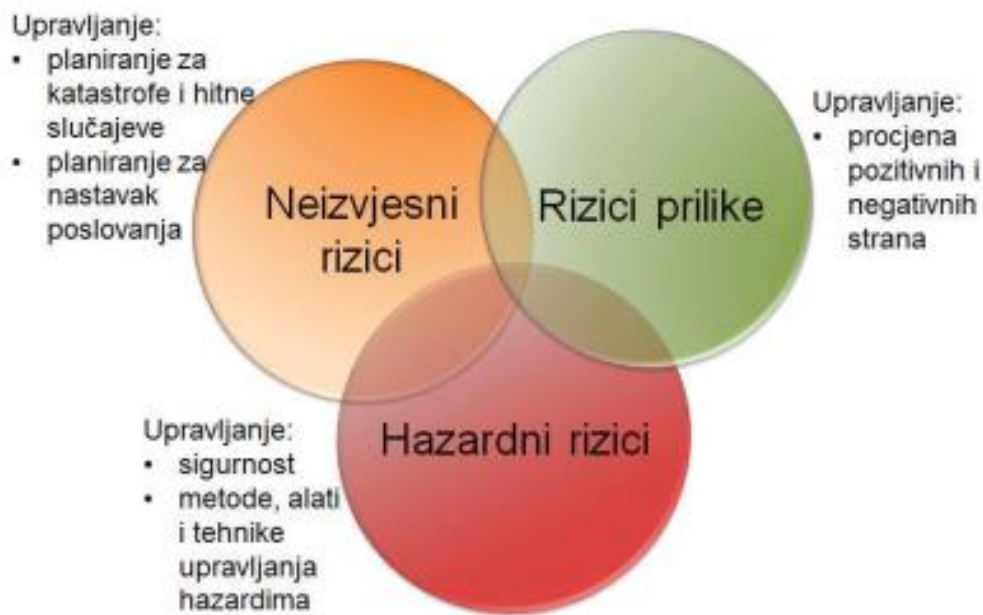 Upravljanje:
• planiranje za
katastrofe i hitne
slučajeve
• planiranje za
nastavak
poslovanja
Neizvjesni
rizici
Rizici prilike
Upravljanje:
• procjena
pozitivnih i
negativnih
strana
Hazardni rizici
Upravljanje:
• sigurnost
• metode, alati
i tehnike
upravljanja
hazardima